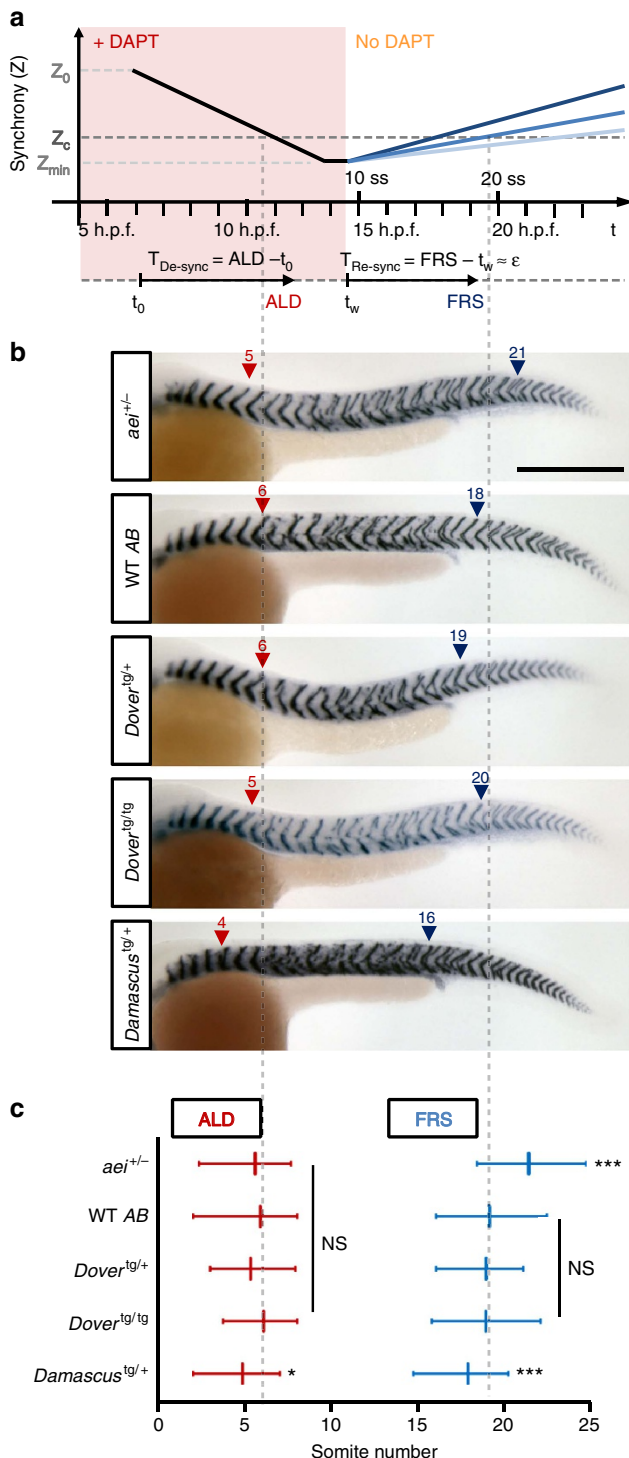 a
+ DAPT
No DAPT
Synchrony (Z)
Z0
Zc
Zmin
10 ss
20 ss
5 h.p.f.
10 h.p.f.
15 h.p.f.
20 h.p.f.
t
TDe-sync = ALD –t0
TRe-sync = FRS – tw ≈ ε
t0
ALD
tw
FRS
b
aei+/–
5
21
WT AB
6
18
Dovertg/+
6
19
Dovertg/tg
5
20
Damascustg/+
4
16
c
ALD
FRS
aei+/–
***
WT AB
NS
NS
Dovertg/+
Dovertg/tg
Damascustg/+
*
***
0
5
10
15
20
25
Somite number